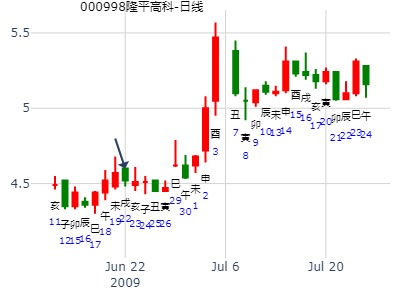 000998隆平高科-日线
5.5
5
4.5
亥 子 卯 辰 巳 午 未 戌 亥 子 丑 寅 巳 午 未 申 酉 丑 寅 卯 辰 未 申 酉 戌 亥 寅 卯 辰 巳 午
11 12 15 16 17 18 19 22 23 24 25 26 29 30 1 2 3 7 8 9 10 13 14 15 16 17 20 21 22 23 24
Jun 22 Jul 6 Jul 20
2009